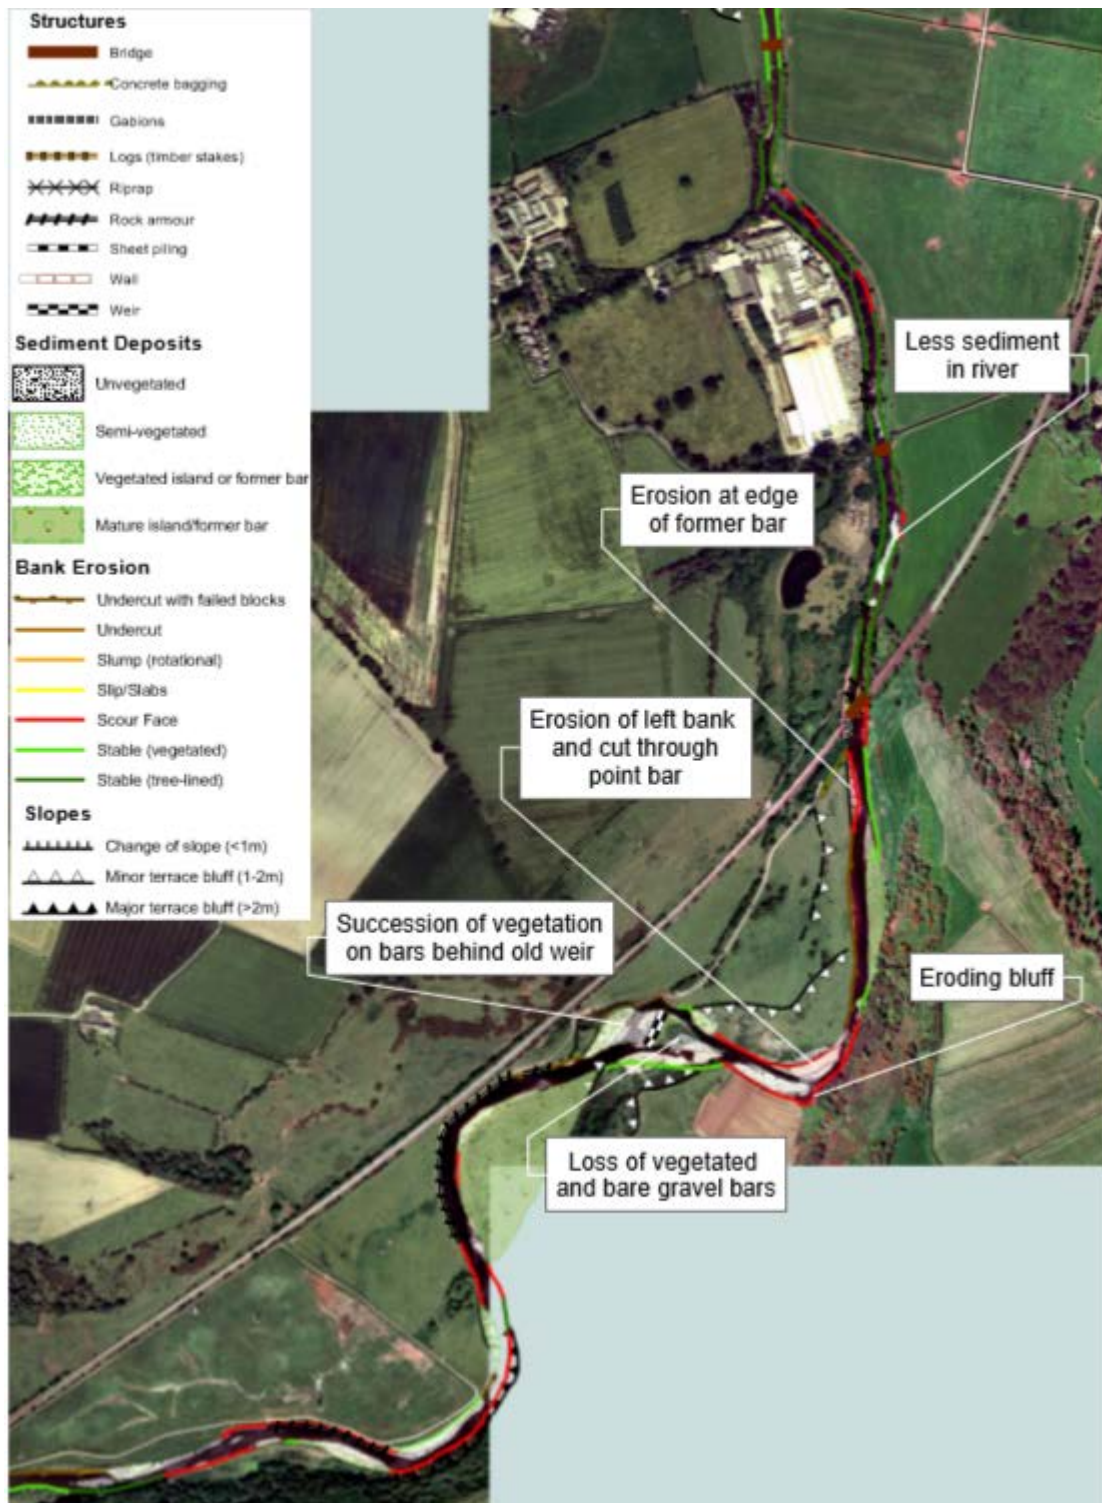 Structures
Bridge
Concrete bagging
Gabions
Logs (timber stakes)
Riprap
Rock armour
Sheet piling
Wall
Weir
Sediment Deposits
Unvegetated
Semi-vegetated
Vegetated island or former bar
Mature island/former bar
Bank Erosion
Undercut with failed blocks
Undercut
Slump (rotational)
Slip/Slabs
Scour Face
Stable (vegetated)
Stable (tree-lined)
Slopes
Change of slope (<1m)
Minor terrace bluff (1-2m)
Major terrace bluff (>2m)
Less sediment
in river
Erosion at edge
of former bar
Erosion of left bank
and cut through
point bar
Succession of vegetation
on bars behind old weir
Eroding bluff
Loss of vegetated
and bare gravel bars